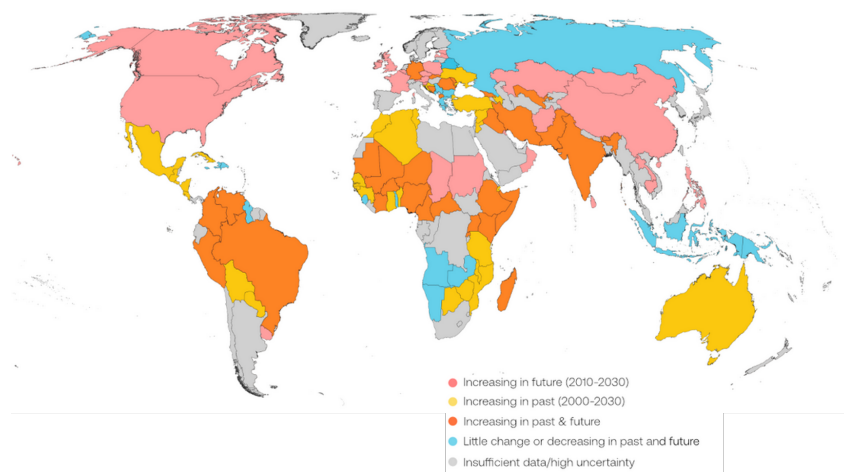 Increasing in future (2010-2030)
Increasing in past (2000-2030)
Increasing in past & future
Little change or decreasing in past and future
Insufficient data/high uncertainty